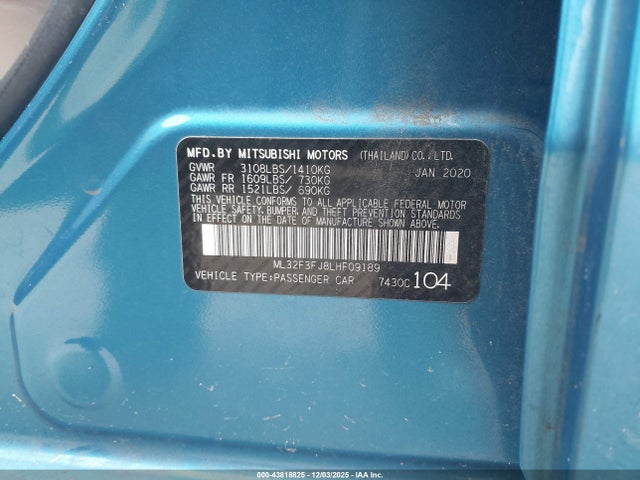 MFD.BY MITSUBISHI MOTORS (THAILAND) CO.,LTD.
GVWR 3108LBS/1410KG JAN 2020
GAWR FR 1609LBS/ 730KG
GAWR RR 1521LBS/ 690KG
THIS VEHICLE CONFORMS TO ALL APPLICABLE FEDERAL MOTOR
VEHICLE SAFETY, BUMPER, AND THEFT PREVENTION STANDARDS
IN EFFECT ON THE DATE OF MANUFACTURE SHOWN ABOVE.
ML32F3FJ8LHF09189
VEHICLE TYPE:PASSENGER CAR 7430C 104
00-43818825 - 12/03/2025 - IAA.com